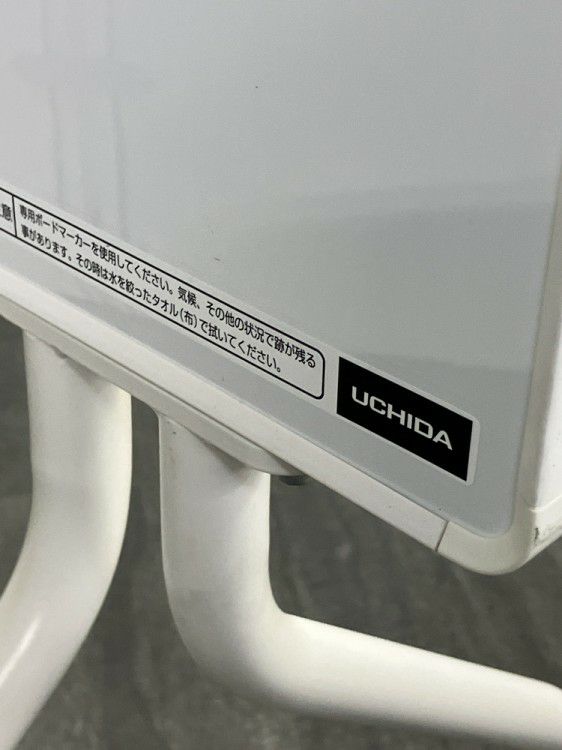 意
専用ボードマーカーを使用してください。気候、その他の状況で跡が残る
事があります。その時は水を絞ったタオル(布)で拭いてください。
UCHIDA